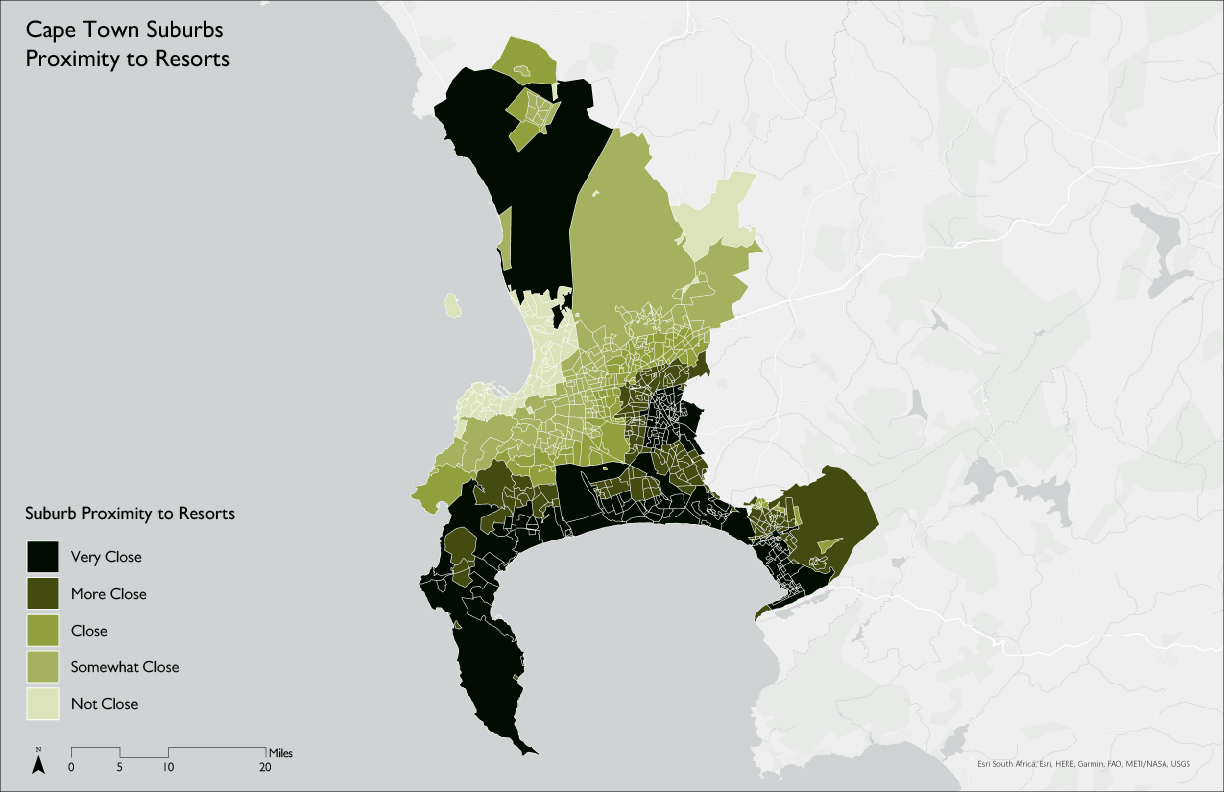 Cape Town Suburbs
Proximity to Resorts
Suburb Proximity to Resorts
Very Close
More Close
Close
Somewhat Close
Not Close
N
Miles
0 5 10 20
Esri South Africa, Esri, HERE, Garmin, FAO, METI/NASA, USGS